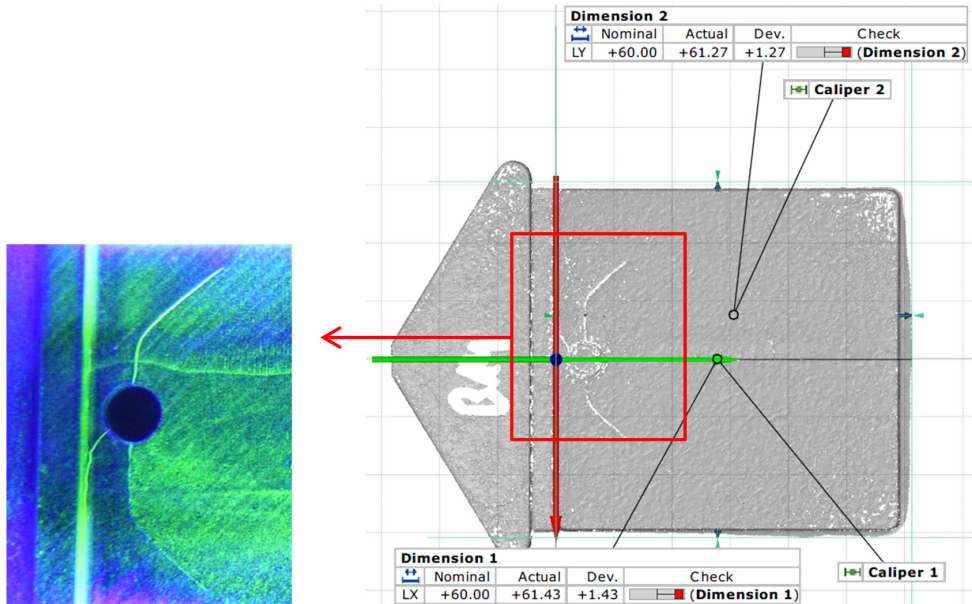 Dimension 2
Nominal Actual Dev. Check
LY +60.00 +61.27 +1.27 (Dimension 2)
Caliper 2
Dimension 1
Nominal Actual Dev. Check
LX +60.00 +61.43 +1.43 (Dimension 1)
Caliper 1